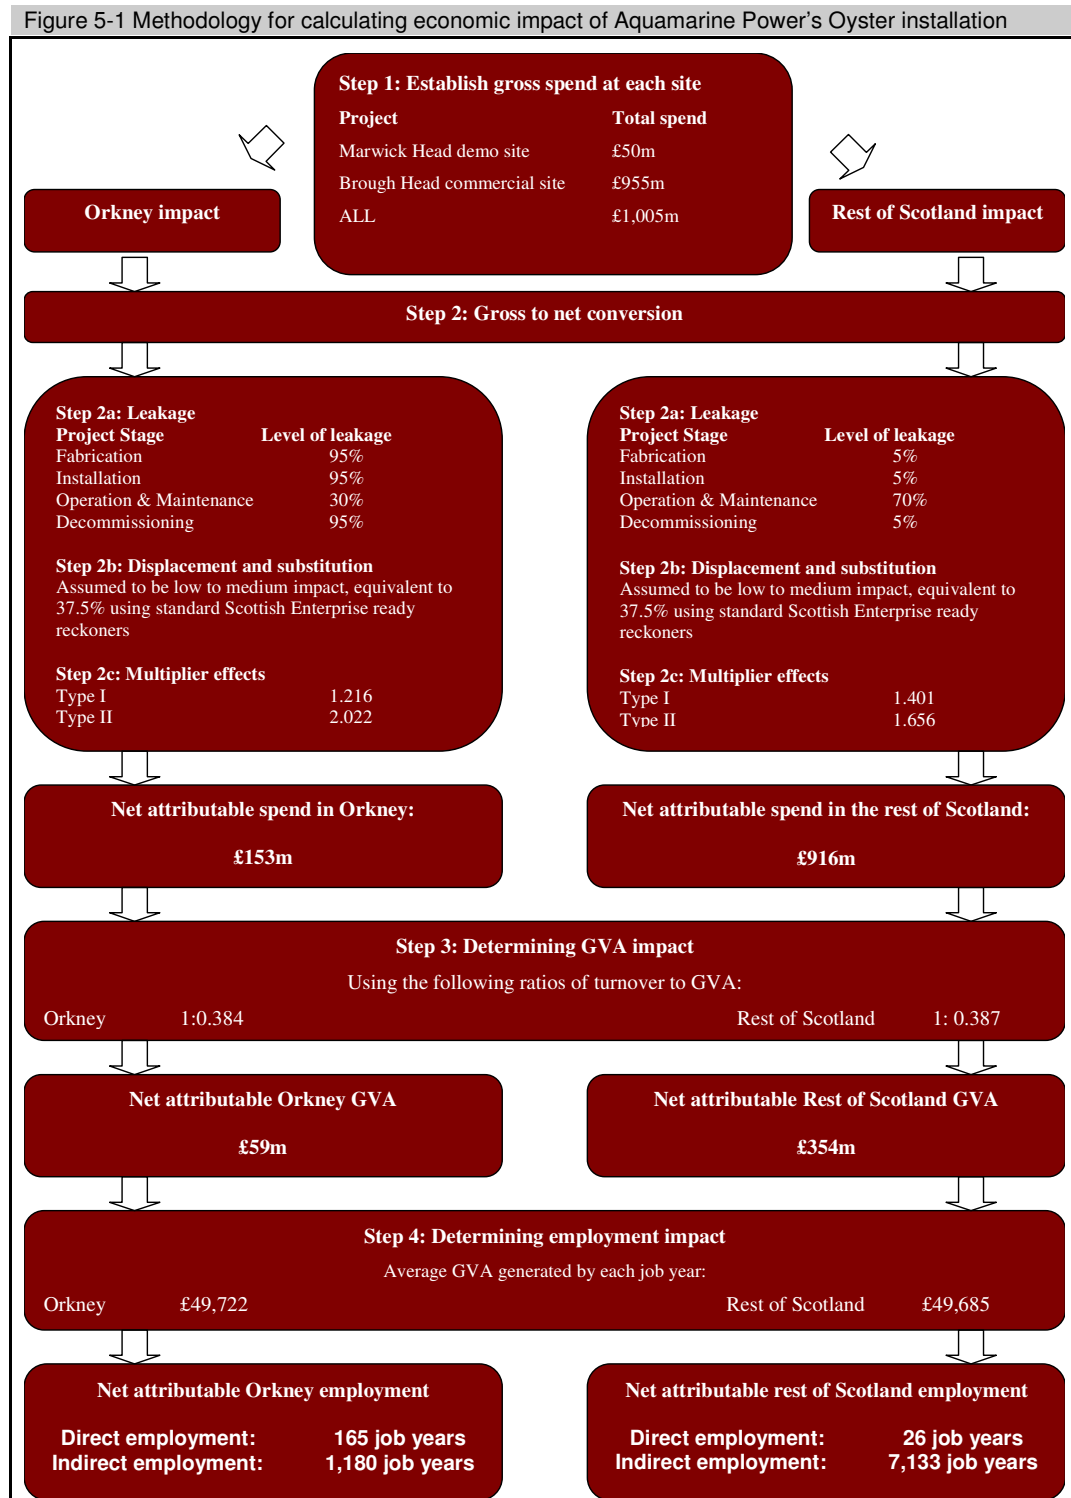 Figure 5-1 Methodology for calculating economic impact of Aquamarine Power's Oyster installation
Step 1: Establish gross spend at each site
Project Total spend
Marwick Head demo site £50m
Brough Head commercial site £955m
ALL £1,005m
Orkney impact
Rest of Scotland impact
Step 2: Gross to net conversion
Step 2a: Leakage
Project Stage Level of leakage
Fabrication 95%
Installation 95%
Operation & Maintenance 30%
Decommissioning 95%
Step 2b: Displacement and substitution
Assumed to be low to medium impact, equivalent to
37.5% using standard Scottish Enterprise ready
reckoners
Step 2c: Multiplier effects
Type I 1.216
Type II 2.022
Step 2a: Leakage
Project Stage Level of leakage
Fabrication 5%
Installation 5%
Operation & Maintenance 70%
Decommissioning 5%
Step 2b: Displacement and substitution
Assumed to be low to medium impact, equivalent to
37.5% using standard Scottish Enterprise ready
reckoners
Step 2c: Multiplier effects
Type I 1.401
Type II 1.656
Net attributable spend in Orkney:
£153m
Net attributable spend in the rest of Scotland:
£916m
Step 3: Determining GVA impact
Using the following ratios of turnover to GVA:
Orkney 1:0.384 Rest of Scotland 1: 0.387
Net attributable Orkney GVA
£59m
Net attributable Rest of Scotland GVA
£354m
Step 4: Determining employment impact
Average GVA generated by each job year:
Orkney £49,722 Rest of Scotland £49,685
Net attributable Orkney employment
Direct employment: 165 job years
Indirect employment: 1,180 job years
Net attributable rest of Scotland employment
Direct employment: 26 job years
Indirect employment: 7,133 job years